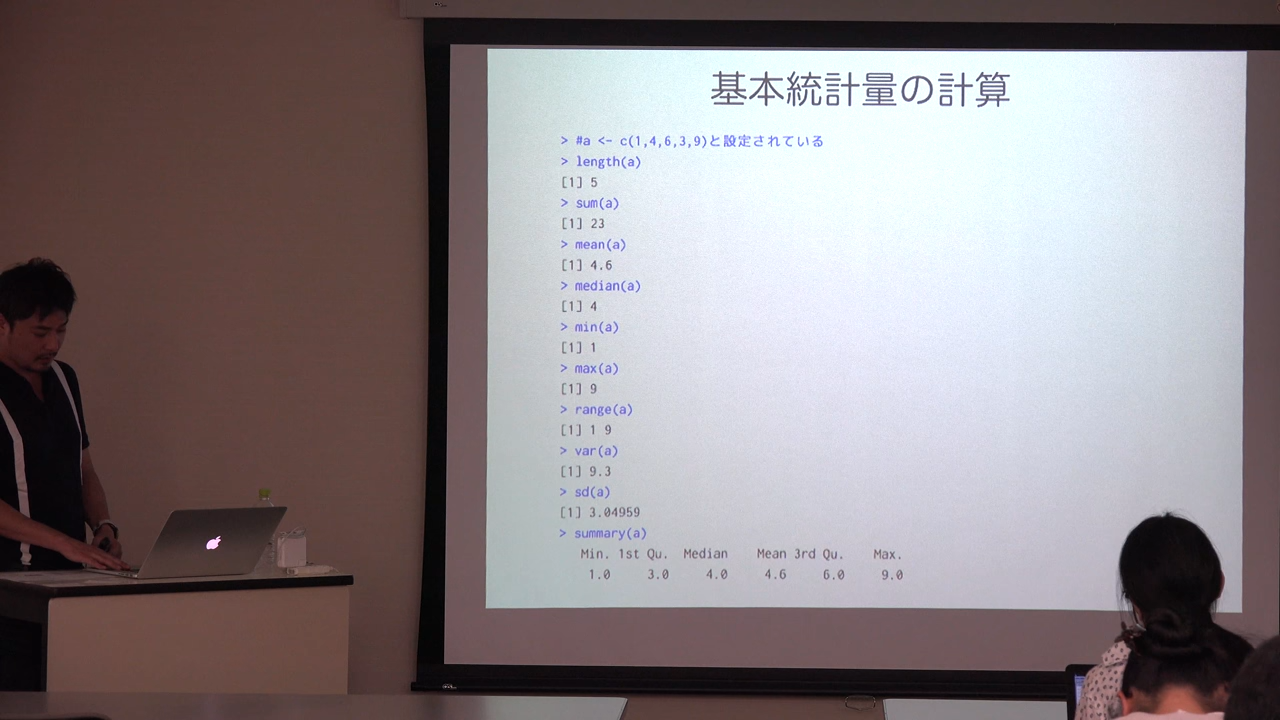 基本統計量の計算
> #a <- c(1,4,6,3,9)と設定されている
> length(a)
[1] 5
> sum(a)
[1] 23
> mean(a)
[1] 4.6
> median(a)
[1] 4
> min(a)
[1] 1
> max(a)
[1] 9
> range(a)
[1] 1 9
> var(a)
[1] 9.3
> sd(a)
[1] 3.04959
> summary(a)
Min. 1st Qu. Median Mean 3rd Qu. Max.
1.0 3.0 4.0 4.6 6.0 9.0